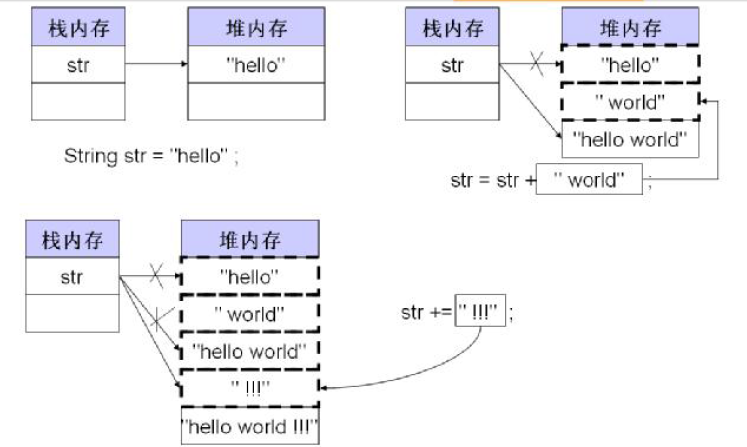 栈内存
堆内存
str
"hello"
String str = "hello" ;
栈内存
堆内存
str
"hello"
" world"
"hello world"
str = str + " world" ;
栈内存
堆内存
str
"hello"
" world"
"hello world"
" !!!"
"hello world !!!"
str += " !!!" ;